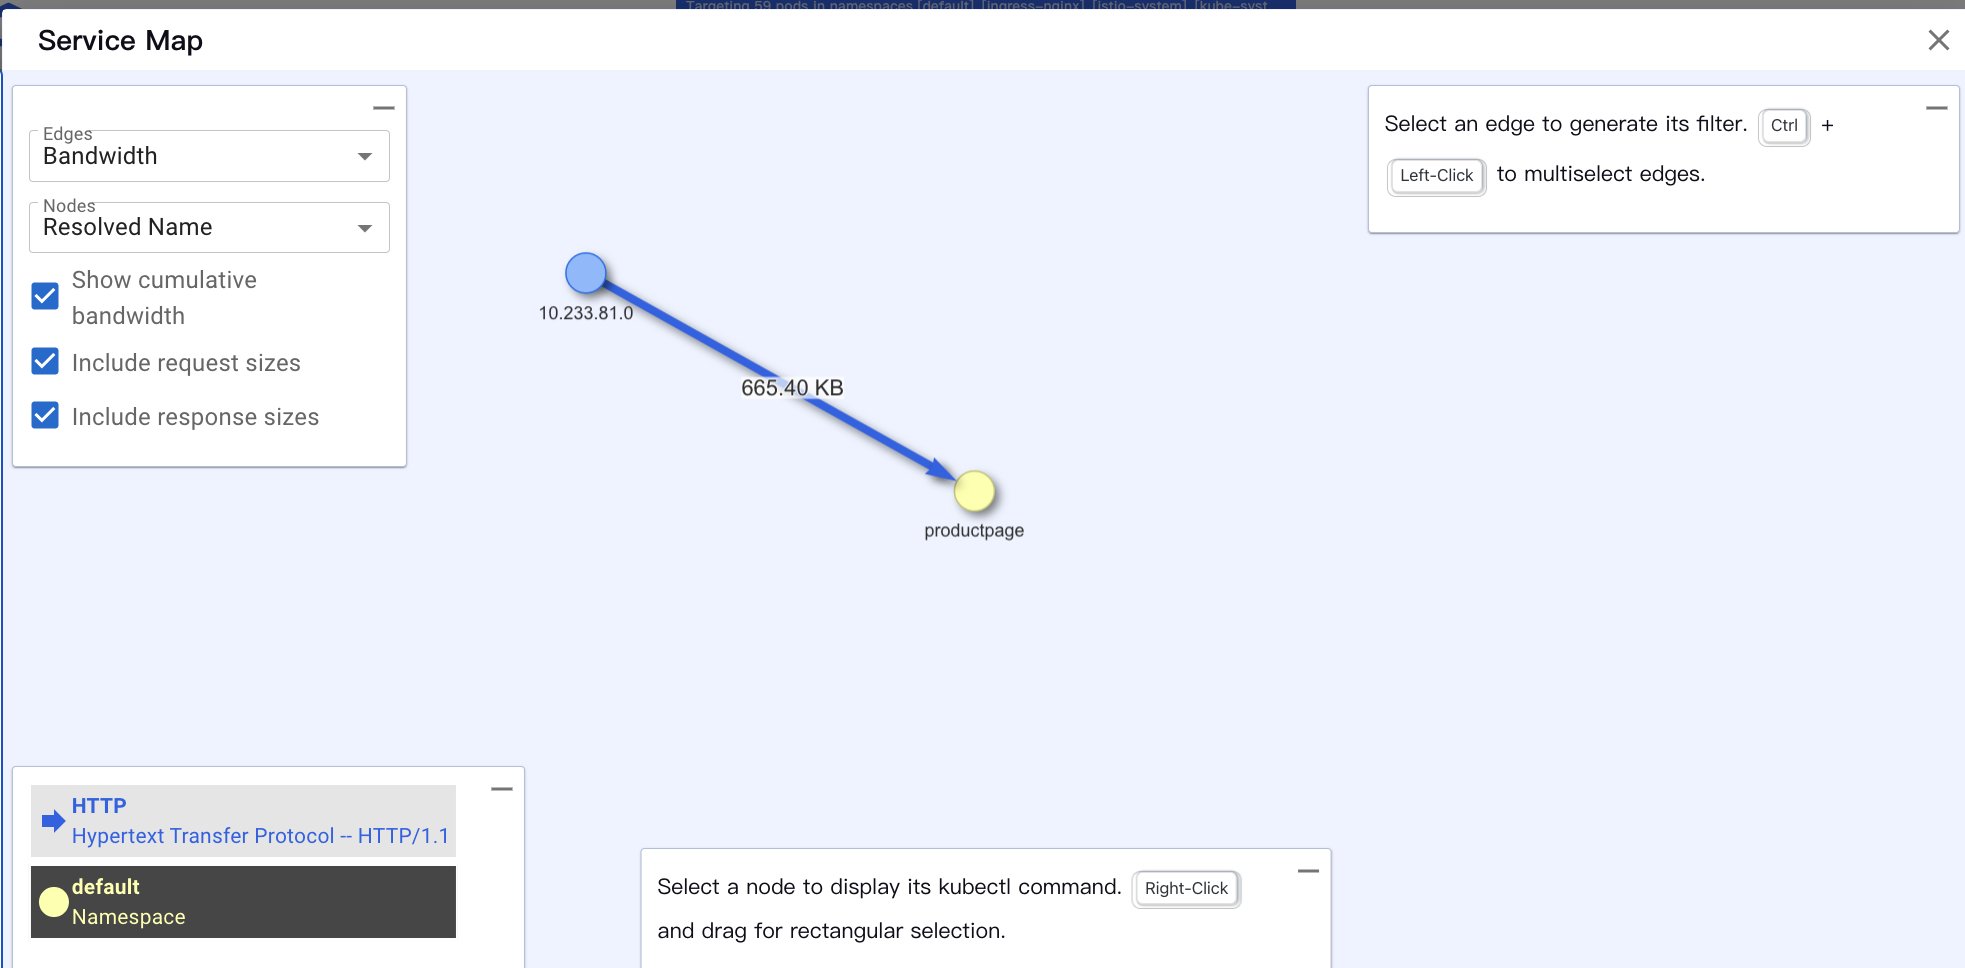 Targeting 59 pods in namespaces [default], [ingress-nginx], [istio-system], [kube-syst
Service Map
Edges
Bandwidth
Nodes
Resolved Name
Show cumulative
bandwidth
Include request sizes
Include response sizes
Select an edge to generate its filter. Ctrl +
Left-Click to multiselect edges.
10.233.81.0
665.40 KB
productpage
HTTP
Hypertext Transfer Protocol -- HTTP/1.1
default
Namespace
Select a node to display its kubectl command. Right-Click
and drag for rectangular selection.